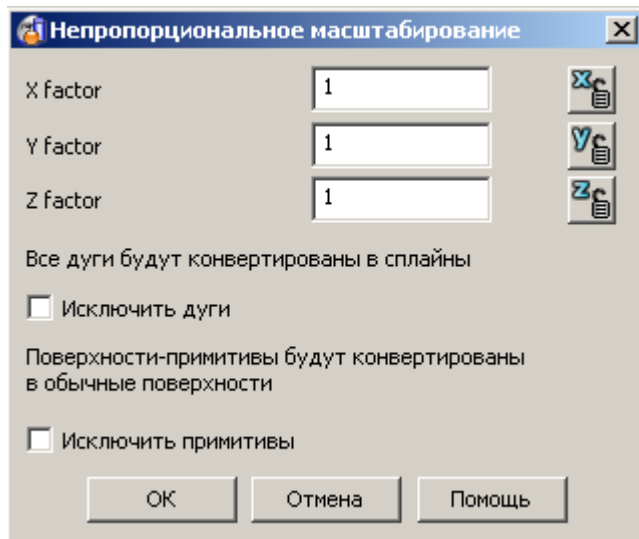 Непропорциональное масштабирование
X factor 1 X
Y factor 1 Y
Z factor 1 Z
Все дуги будут конвертированы в сплайны
Исключить дуги
Поверхности-примитивы будут конвертированы
в обычные поверхности
Исключить примитивы
ОК Отмена Помощь